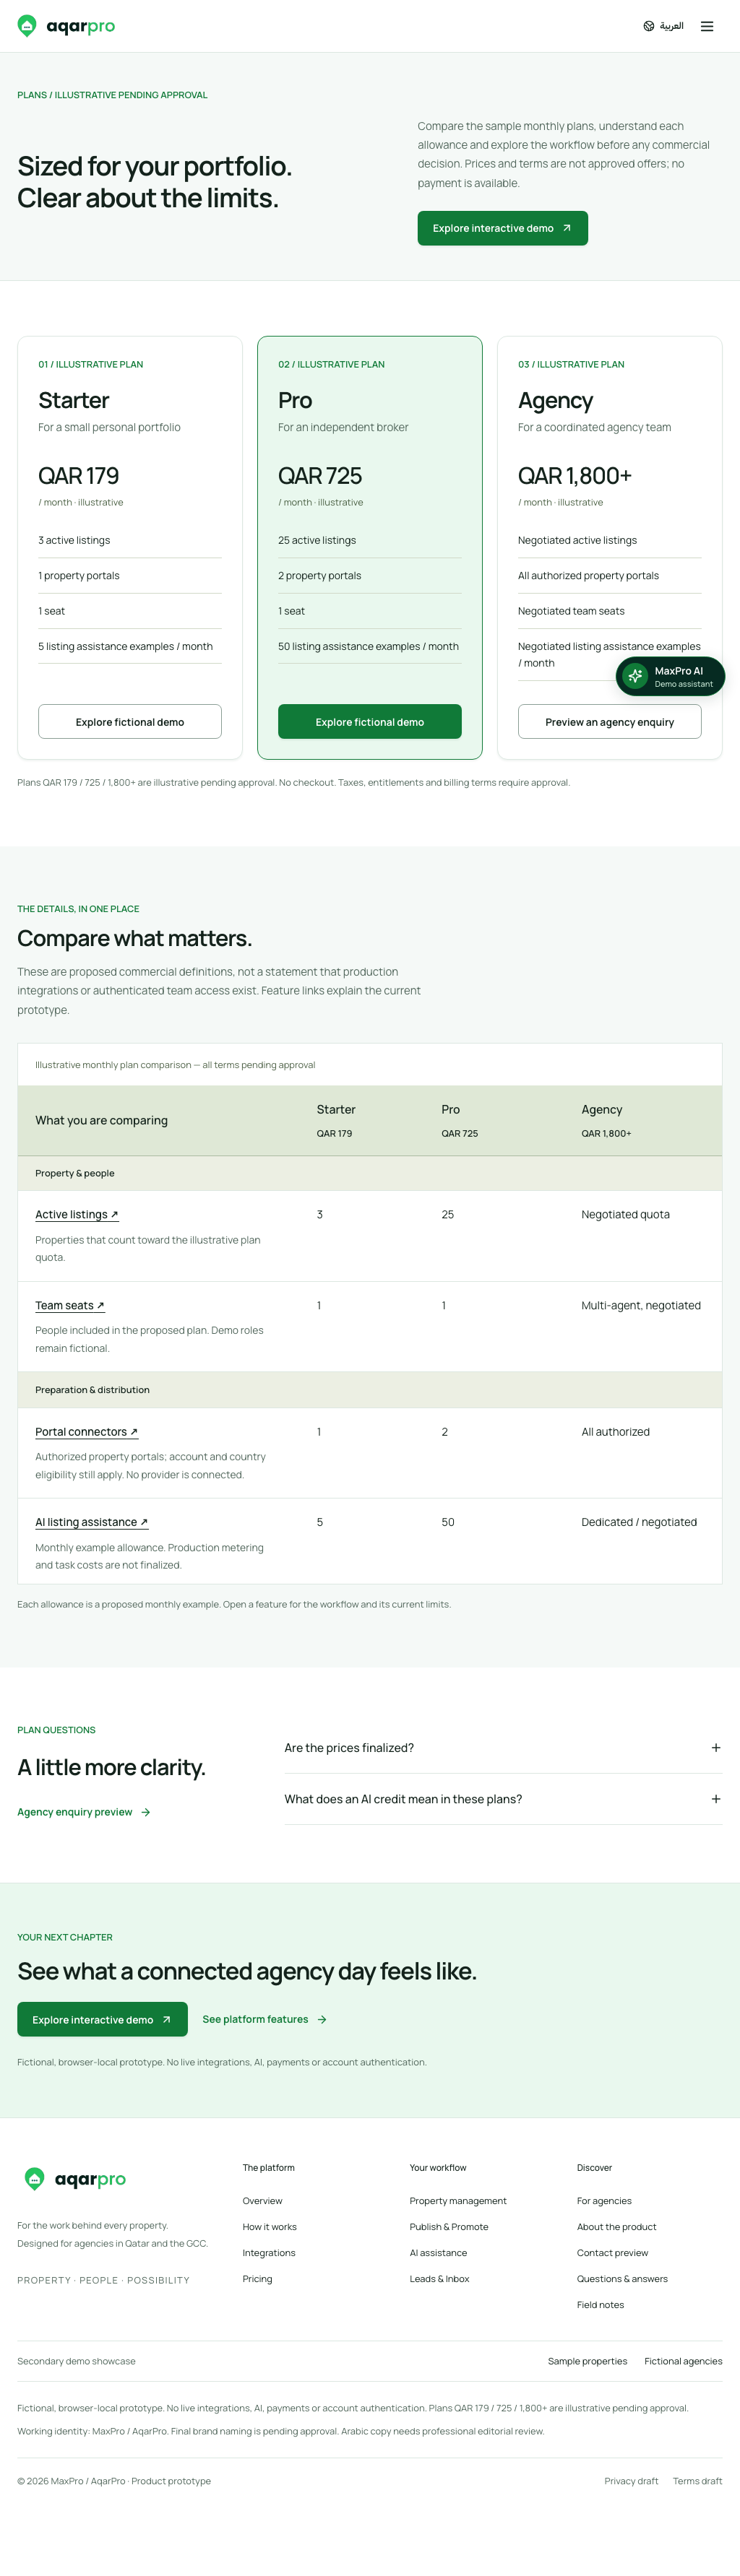 aqarpro
العربية
PLANS / ILLUSTRATIVE PENDING APPROVAL
Sized for your portfolio.
Clear about the limits.
Compare the sample monthly plans, understand each
allowance and explore the workflow before any commercial
decision. Prices and terms are not approved offers; no
payment is available.
Explore interactive demo
01 / ILLUSTRATIVE PLAN
Starter
For a small personal portfolio
QAR 179
/ month · illustrative
3 active listings
1 property portals
1 seat
5 listing assistance examples / month
Explore fictional demo
02 / ILLUSTRATIVE PLAN
Pro
For an independent broker
QAR 725
/ month · illustrative
25 active listings
2 property portals
1 seat
50 listing assistance examples / month
Explore fictional demo
03 / ILLUSTRATIVE PLAN
Agency
For a coordinated agency team
QAR 1,800+
/ month · illustrative
Negotiated active listings
All authorized property portals
Negotiated team seats
Negotiated listing assistance examples
/ month
Preview an agency enquiry
MaxPro AI
Demo assistant
Plans QAR 179 / 725 / 1,800+ are illustrative pending approval. No checkout. Taxes, entitlements and billing terms require approval.
THE DETAILS, IN ONE PLACE
Compare what matters.
These are proposed commercial definitions, not a statement that production
integrations or authenticated team access exist. Feature links explain the current
prototype.
Illustrative monthly plan comparison — all terms pending approval
What you are comparing Starter Pro Agency
QAR 179 QAR 725 QAR 1,800+
Property & people
Active listings ↗ 3 25 Negotiated quota
Properties that count toward the illustrative plan
quota.
Team seats ↗ 1 1 Multi-agent, negotiated
People included in the proposed plan. Demo roles
remain fictional.
Preparation & distribution
Portal connectors ↗ 1 2 All authorized
Authorized property portals; account and country
eligibility still apply. No provider is connected.
AI listing assistance ↗ 5 50 Dedicated / negotiated
Monthly example allowance. Production metering
and task costs are not finalized.
Each allowance is a proposed monthly example. Open a feature for the workflow and its current limits.
PLAN QUESTIONS
A little more clarity.
Agency enquiry preview →
Are the prices finalized? +
What does an AI credit mean in these plans? +
YOUR NEXT CHAPTER
See what a connected agency day feels like.
Explore interactive demo ↗ See platform features →
Fictional, browser-local prototype. No live integrations, AI, payments or account authentication.
aqarpro
For the work behind every property.
Designed for agencies in Qatar and the GCC.
PROPERTY · PEOPLE · POSSIBILITY
The platform
Overview
How it works
Integrations
Pricing
Your workflow
Property management
Publish & Promote
AI assistance
Leads & Inbox
Discover
For agencies
About the product
Contact preview
Questions & answers
Field notes
Secondary demo showcase Sample properties Fictional agencies
Fictional, browser-local prototype. No live integrations, AI, payments or account authentication. Plans QAR 179 / 725 / 1,800+ are illustrative pending approval.
Working identity: MaxPro / AqarPro. Final brand naming is pending approval. Arabic copy needs professional editorial review.
© 2026 MaxPro / AqarPro · Product prototype Privacy draft Terms draft